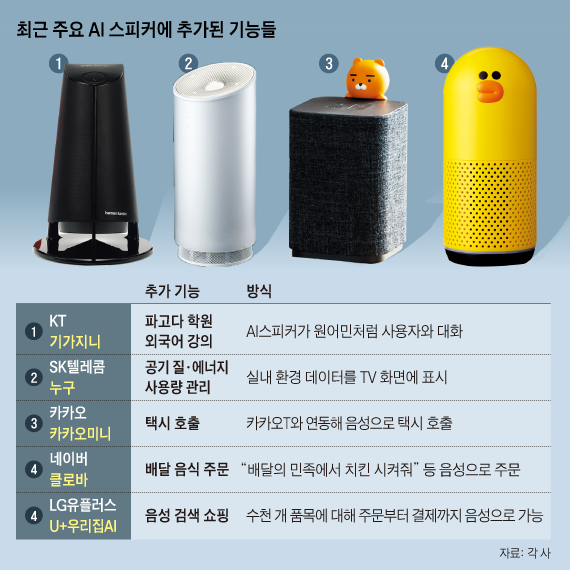 최근 주요 AI 스피커에 추가된 기능들
1
2
3
4
harman/kardon
추가 기능
방식
1
KT
기가지니
파고다 학원
외국어 강의
AI스피커가 원어민처럼 사용자와 대화
2
SK텔레콤
누구
공기 질·에너지
사용량 관리
실내 환경 데이터를 TV 화면에 표시
3
카카오
카카오미니
택시 호출
카카오T와 연동해 음성으로 택시 호출
4
네이버
클로바
배달 음식 주문
“배달의 민족에서 치킨 시켜줘” 등 음성으로 주문
4
LG유플러스
U+우리집AI
음성 검색 쇼핑
수천 개 품목에 대해 주문부터 결제까지 음성으로 가능
자료: 각 사